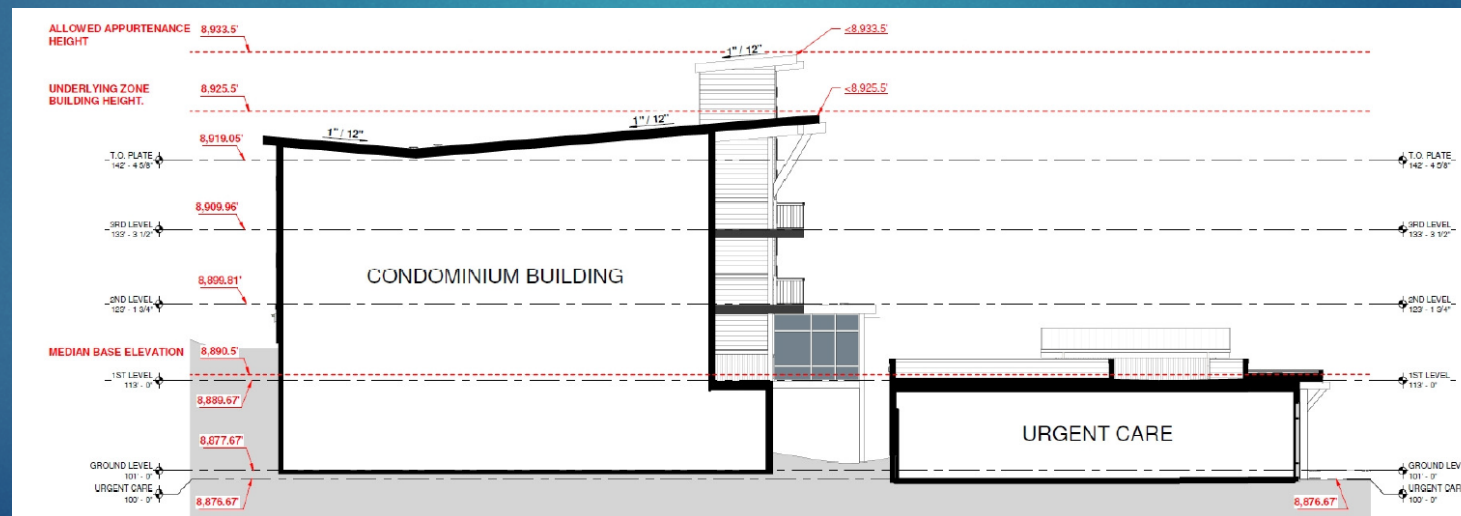 ALLOWED APPURTENANCE
HEIGHT
8,933.5'
<8,933.5'
1" / 12"
UNDERLYING ZONE
BUILDING HEIGHT.
8,925.5'
<8,925.5'
1" / 12"
1" / 12"
8,919.05'
T.O. PLATE
142' - 4 5/8"
T.O. PLATE
142' - 4 5/8"
8,909.96'
3RD LEVEL
133' - 3 1/2"
3RD LEVEL
133' - 3 1/2"
CONDOMINIUM BUILDING
8,899.81'
2ND LEVEL
123' - 1 3/4"
2ND LEVEL
123' - 1 3/4"
MEDIAN BASE ELEVATION
8,890.5'
1ST LEVEL
113' - 0"
1ST LEVEL
113' - 0"
8,889.67'
URGENT CARE
8,877.67'
GROUND LEVEL
101' - 0"
GROUND LEV
101' - 0"
URGENT CARE
100' - 0"
URGENT CAR
100' - 0"
8,876.67'
8,876.67'